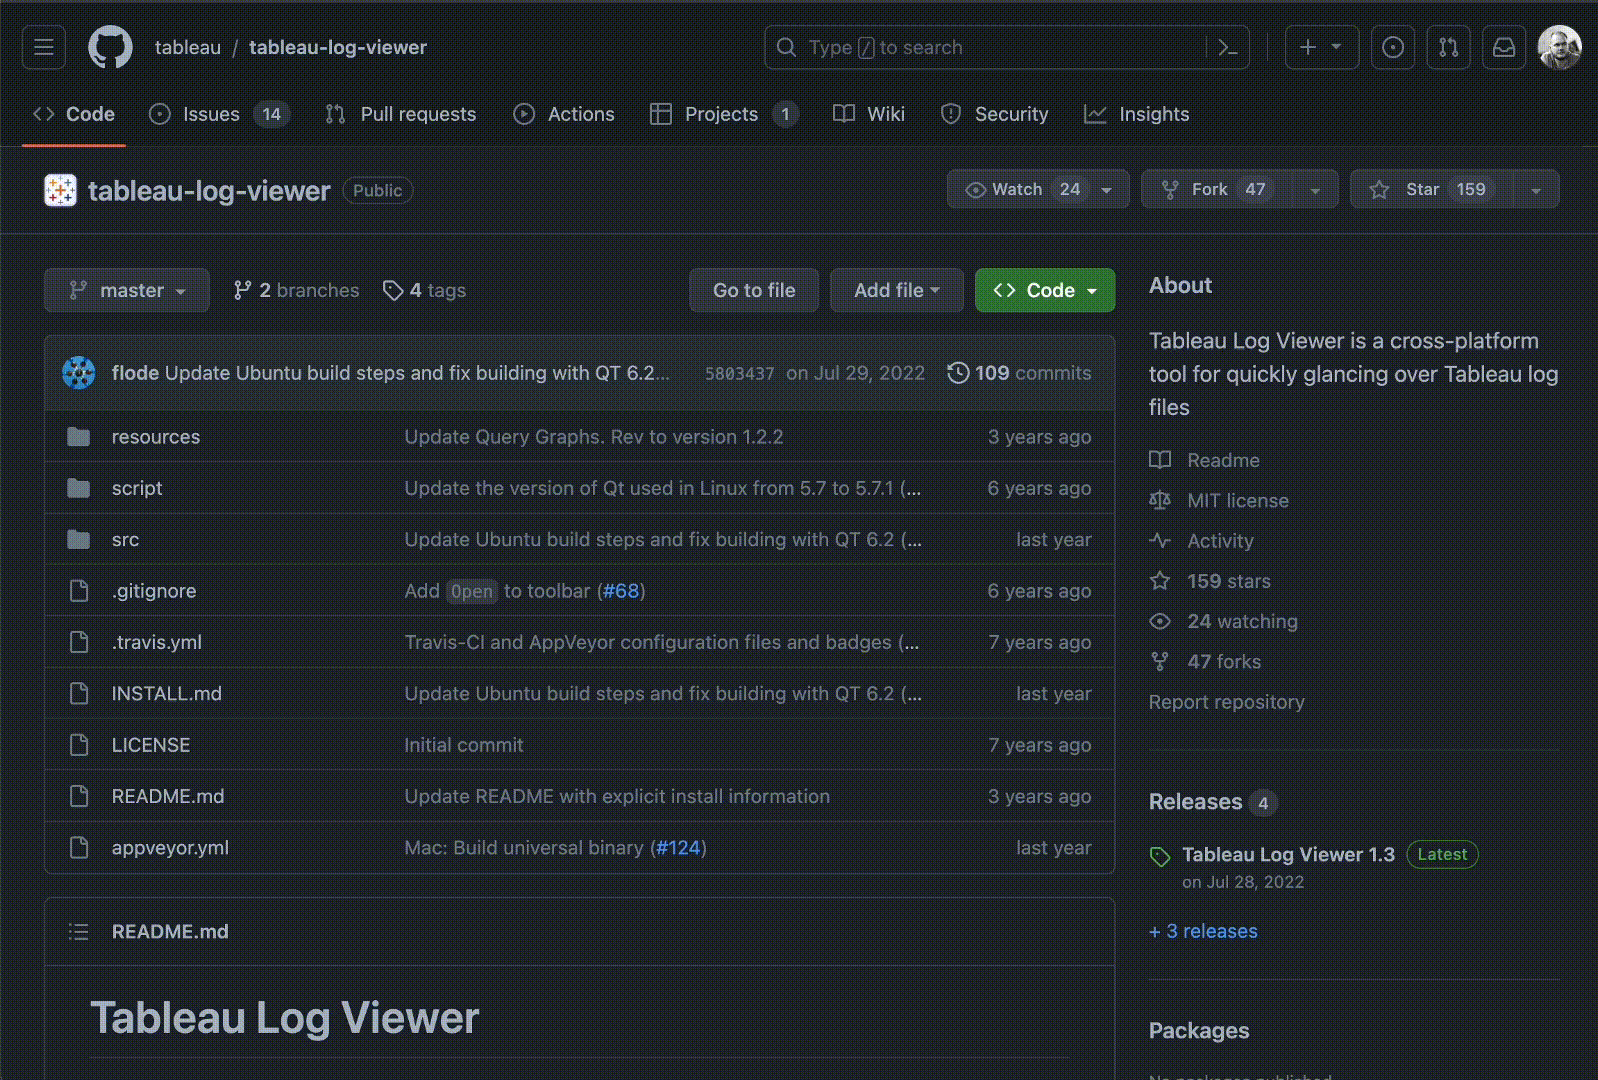 tableau / tableau-log-viewer
Type / to search
Code Issues 14 Pull requests Actions Projects 1 Wiki Security Insights
tableau-log-viewer Public
Watch 24 Fork 47 Star 159
master 2 branches 4 tags Go to file Add file Code
flode Update Ubuntu build steps and fix building with QT 6.2... 5803437 on Jul 29, 2022 109 commits
resources Update Query Graphs. Rev to version 1.2.2 3 years ago
script Update the version of Qt used in Linux from 5.7 to 5.7.1 (... 6 years ago
src Update Ubuntu build steps and fix building with QT 6.2 (... last year
.gitignore Add Open to toolbar (#68) 6 years ago
.travis.yml Travis-CI and AppVeyor configuration files and badges (... 7 years ago
INSTALL.md Update Ubuntu build steps and fix building with QT 6.2 (... last year
LICENSE Initial commit 7 years ago
README.md Update README with explicit install information 3 years ago
appveyor.yml Mac: Build universal binary (#124) last year
README.md
Tableau Log Viewer
About
Tableau Log Viewer is a cross-platform
tool for quickly glancing over Tableau log
files
Readme
MIT license
Activity
159 stars
24 watching
47 forks
Report repository
Releases 4
Tableau Log Viewer 1.3 Latest
on Jul 28, 2022
+ 3 releases
Packages
No packages published